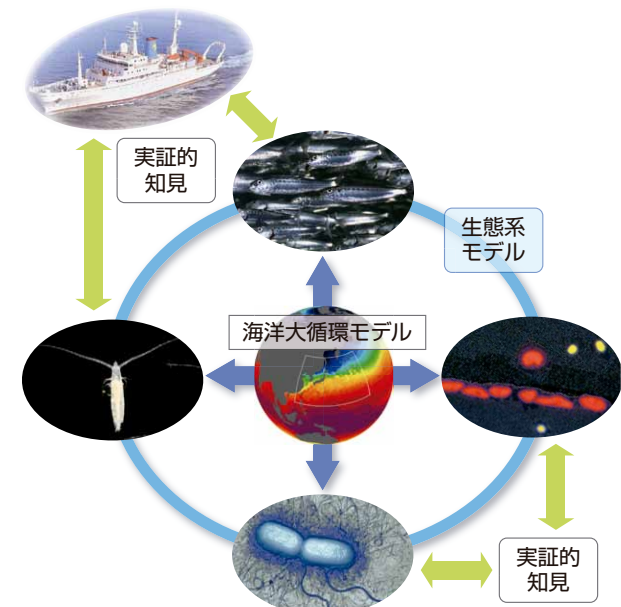 実証的
知見
生態系
モデル
海洋大循環モデル
実証的
知見